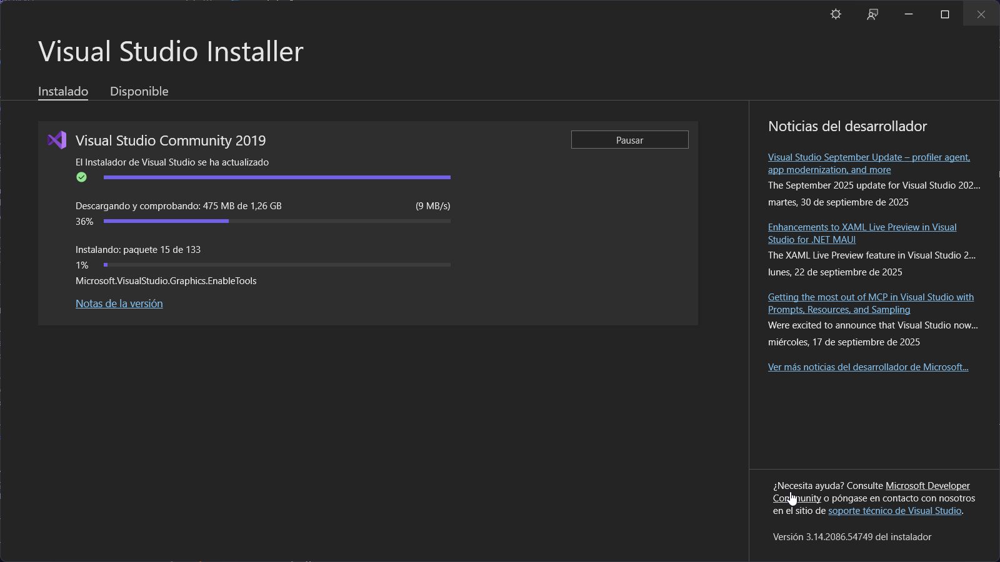 Visual Studio Installer
Instalado
Disponible
Visual Studio Community 2019
Pausar
El Instalador de Visual Studio se ha actualizado
Descargando y comprobando: 475 MB de 1,26 GB
(9 MB/s)
36%
Instalando: paquete 15 de 133
1%
Microsoft.VisualStudio.Graphics.EnableTools
Notas de la versión
Noticias del desarrollador
Visual Studio September Update – profiler agent,
app modernization, and more
The September 2025 update for Visual Studio 202...
martes, 30 de septiembre de 2025
Enhancements to XAML Live Preview in Visual
Studio for .NET MAUI
The XAML Live Preview feature in Visual Studio 2...
lunes, 22 de septiembre de 2025
Getting the most out of MCP in Visual Studio with
Prompts, Resources, and Sampling
Were excited to announce that Visual Studio now...
miércoles, 17 de septiembre de 2025
Ver más noticias del desarrollador de Microsoft...
¿Necesita ayuda? Consulte Microsoft Developer
Community o póngase en contacto con nosotros
en el sitio de soporte técnico de Visual Studio.
Versión 3.14.2086.54749 del instalador